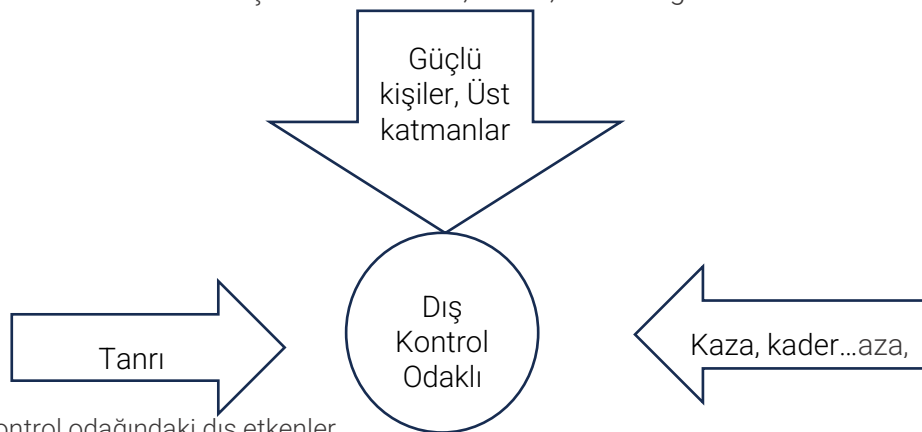 Güçlü
kişiler, Üst
katmanlar
Dış
Kontrol
Odaklı
Tanrı
Kaza, kader...aza,
ontrol odağındaki dış etkenler